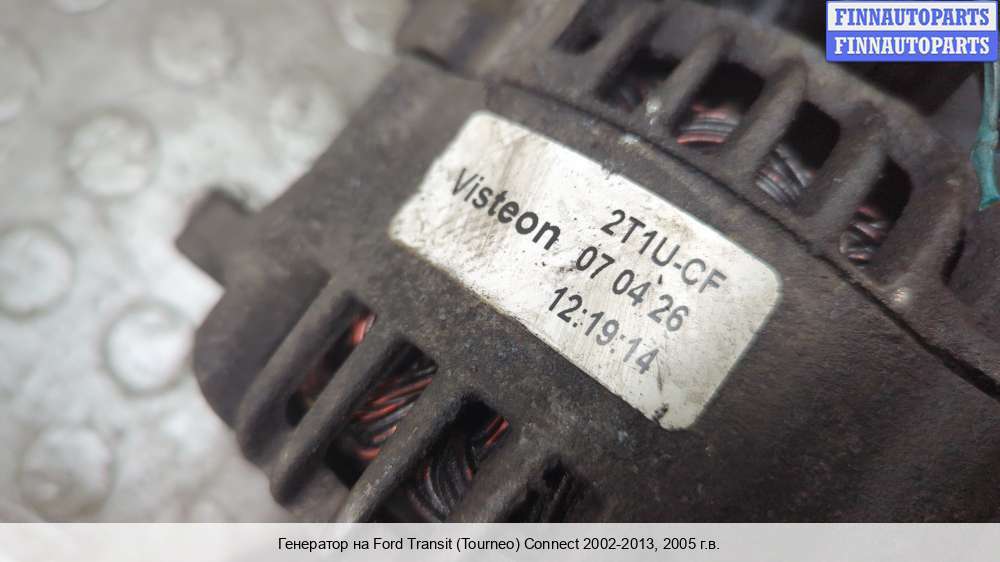 FINNAUTOPARTS
FINNAUTOPARTS
Visteon
2T1U-CF
07 04 26
12:19:14
Генератор на Ford Transit (Tourneo) Connect 2002-2013, 2005 г.в.